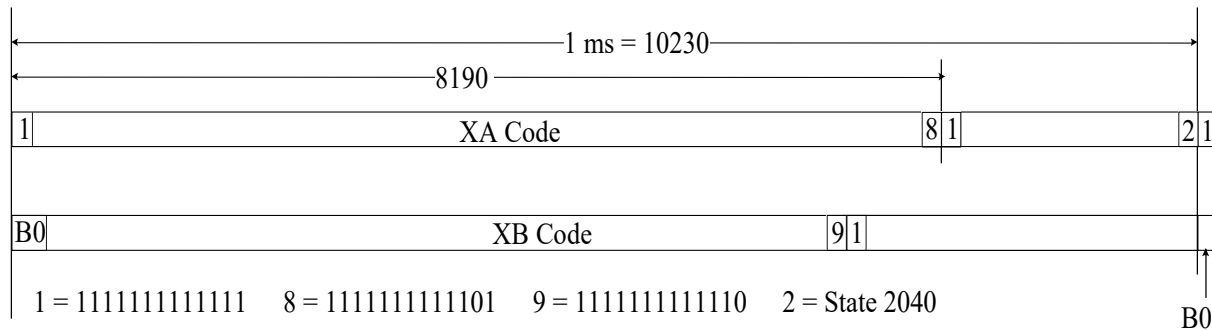 1 ms = 10230
8190
1 XA Code 8 1 2 1
B0 XB Code 9 1
1 = 1111111111111 8 = 1111111111101 9 = 1111111111110 2 = State 2040
B0